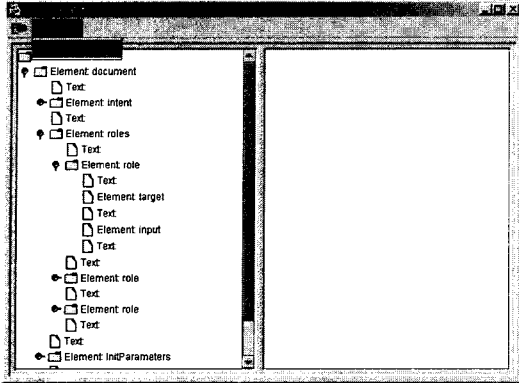 Element: document
Text:
Element: intent
Text:
Element: roles
Text:
Element: role
Text:
Element: target
Text:
Element: input
Text:
Text:
Element: role
Text:
Element: role
Text:
Text:
Element: InitParameters